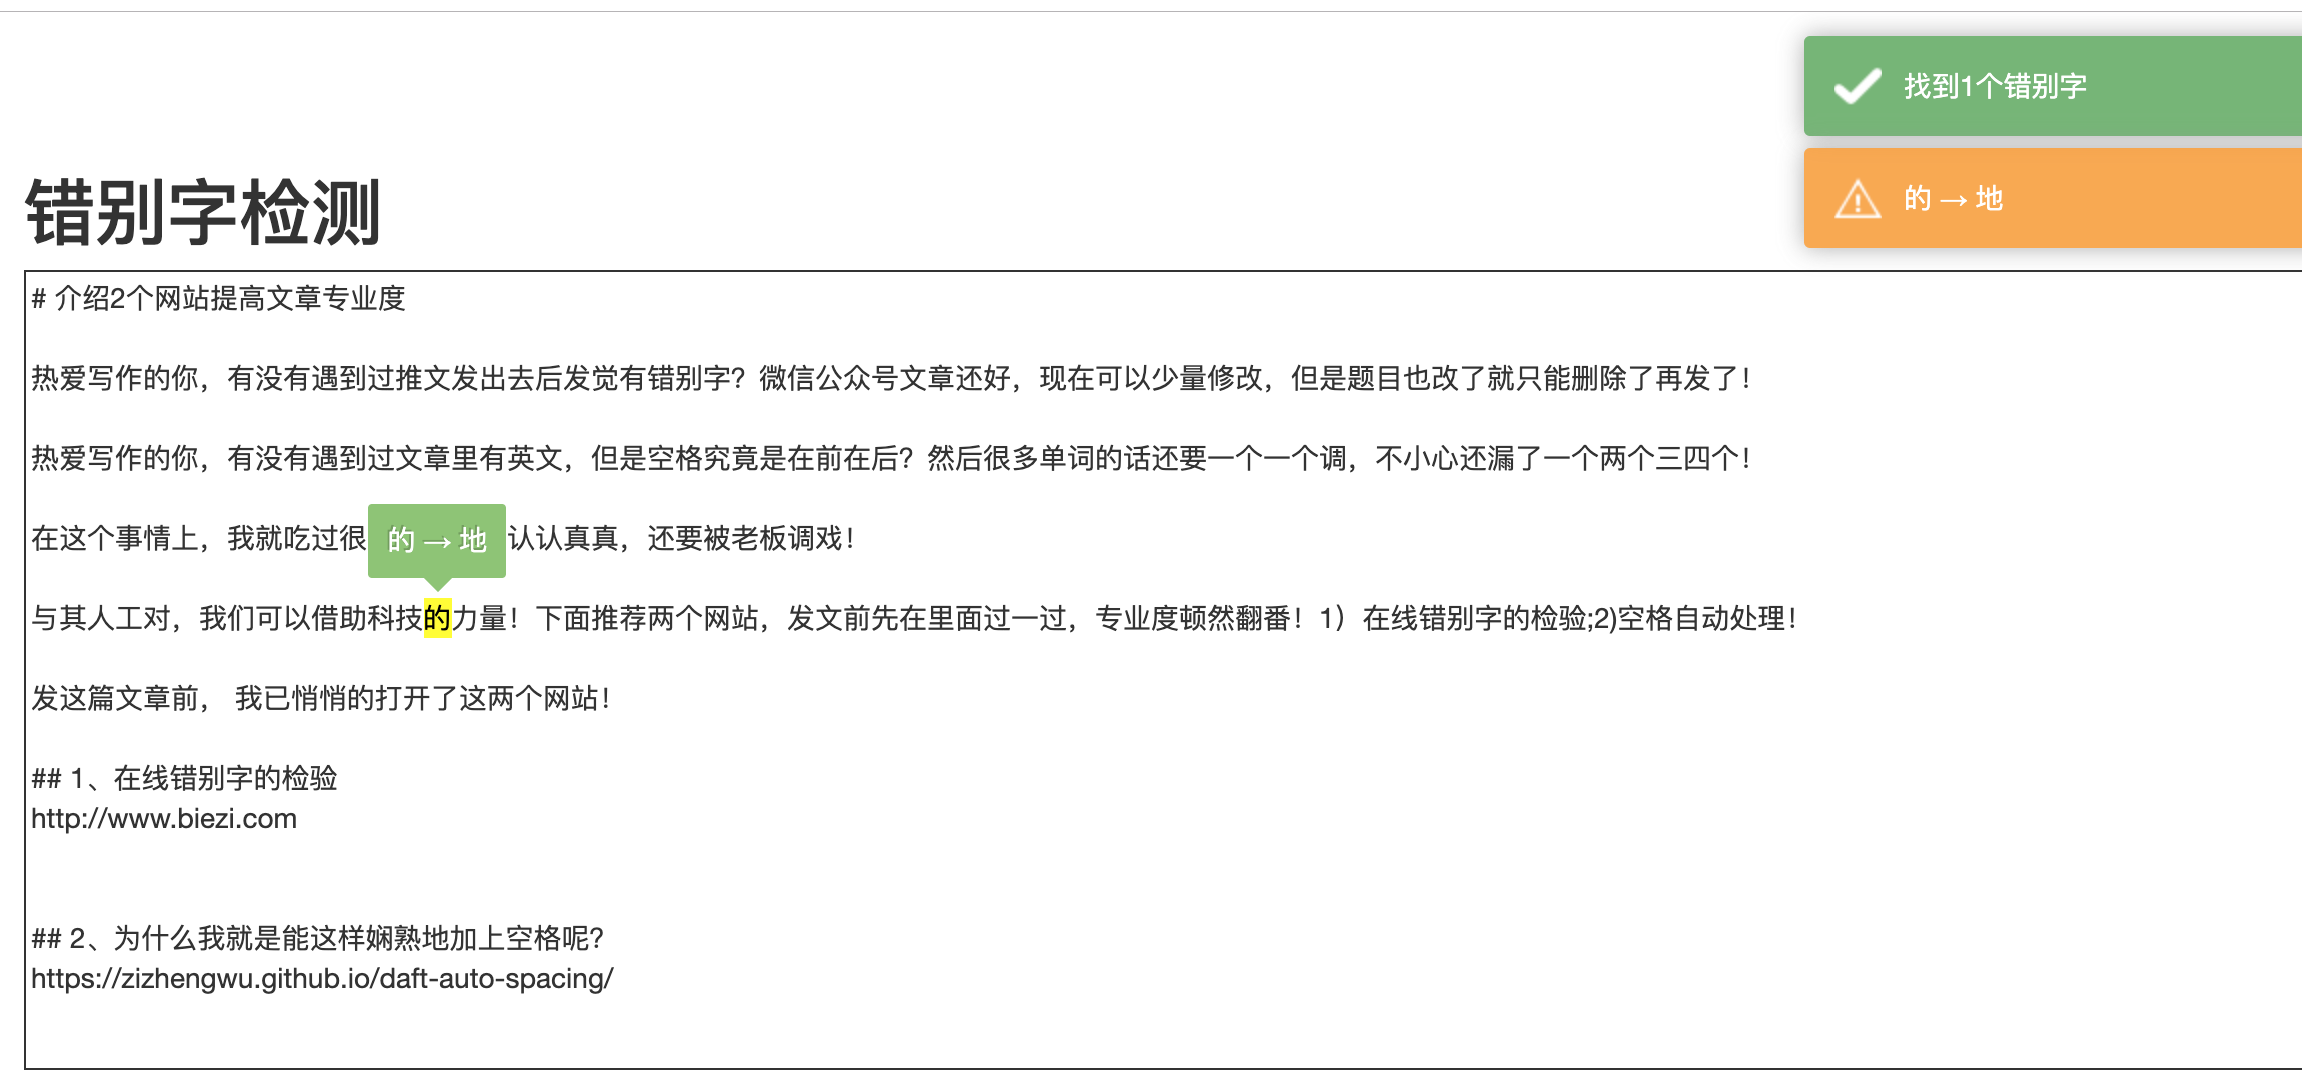 找到1个错别字
的 → 地
错别字检测
# 介绍2个网站提高文章专业度
热爱写作的你，有没有遇到过推文发出去后发觉有错别字？微信公众号文章还好，现在可以少量修改，但是题目也改了就只能删除了再发了！
热爱写作的你，有没有遇到过文章里有英文，但是空格究竟是在前在后？然后很多单词的话还要一个一个调，不小心还漏了一个两个三四个！
在这个事情上，我就吃过很 的 → 地 认认真真，还要被老板调戏！
与其人工对，我们可以借助科技的力量！下面推荐两个网站，发文前先在里面过一过，专业度顿然翻番！1）在线错别字的检验;2)空格自动处理！
发这篇文章前， 我已悄悄的打开了这两个网站！
## 1、在线错别字的检验
http://www.biezi.com
## 2、为什么我就是能这样娴熟地加上空格呢？
https://zizhengwu.github.io/daft-auto-spacing/